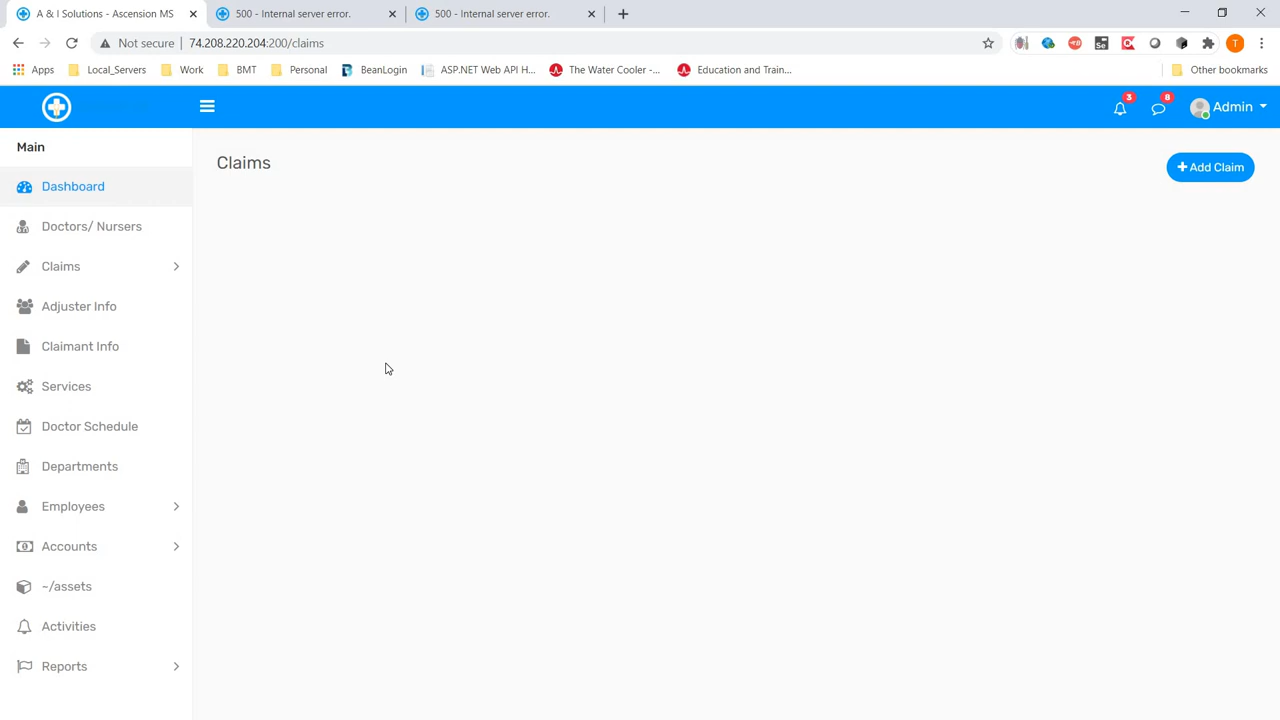 A & I Solutions - Ascension MS
500 - Internal server error.
500 - Internal server error.
Not secure
74.208.220.204:200/claims
Apps
Local_Servers
Work
BMT
Personal
BeanLogin
ASP.NET Web API H...
The Water Cooler -...
Education and Train...
Other bookmarks
3
8
Admin
Main
Claims
+ Add Claim
Dashboard
Doctors/ Nursers
Claims
Adjuster Info
Claimant Info
Services
Doctor Schedule
Departments
Employees
Accounts
~/assets
Activities
Reports